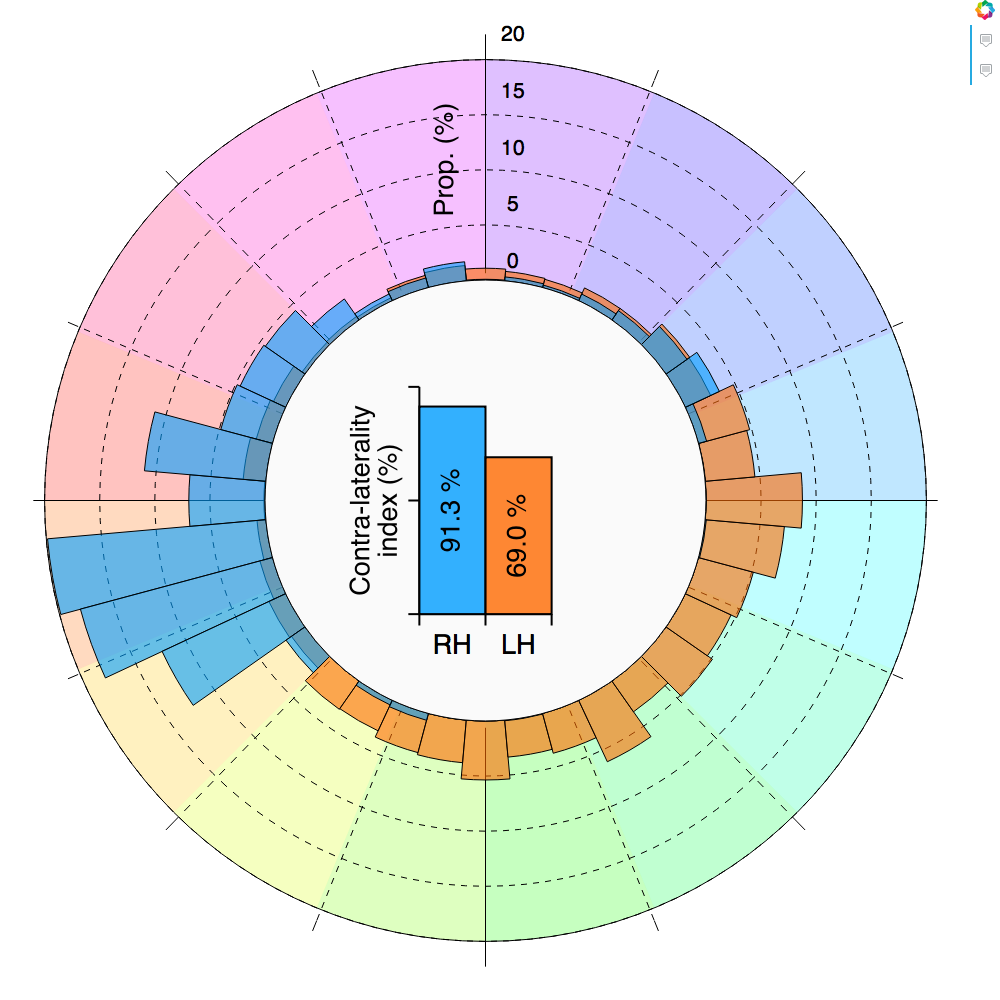 20
15
10
5
0
Prop. (%)
Contra-laterality
index (%)
91.3 %
69.0 %
RH
LH